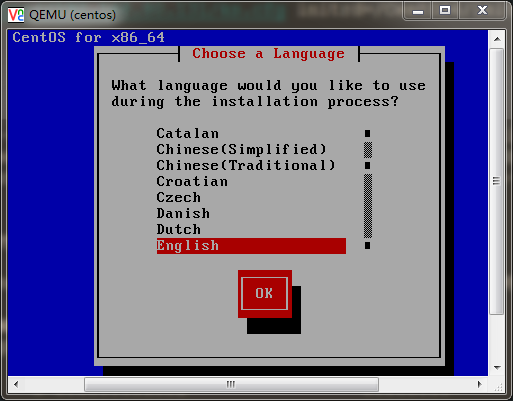 QEMU (centos)
CentOS for x86_64
Choose a Language
What language would you like to use
during the installation process?
Catalan
Chinese(Simplified)
Chinese(Traditional)
Croatian
Czech
Danish
Dutch
English
OK